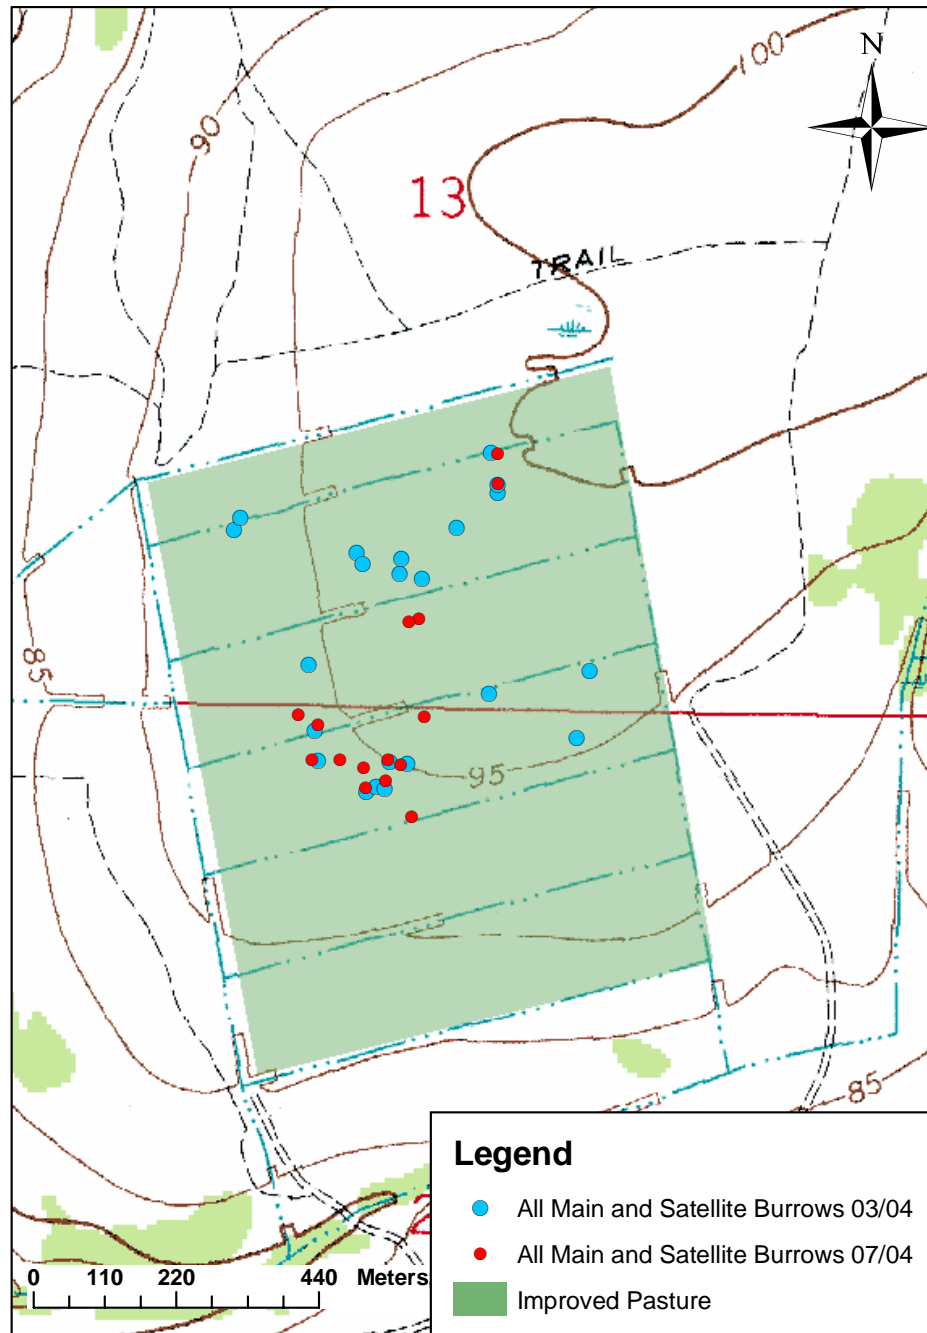 N
100
90
13
TRAIL
85
95
85
Legend
All Main and Satellite Burrows 03/04
All Main and Satellite Burrows 07/04
Improved Pasture
0 110 220 440 Meters